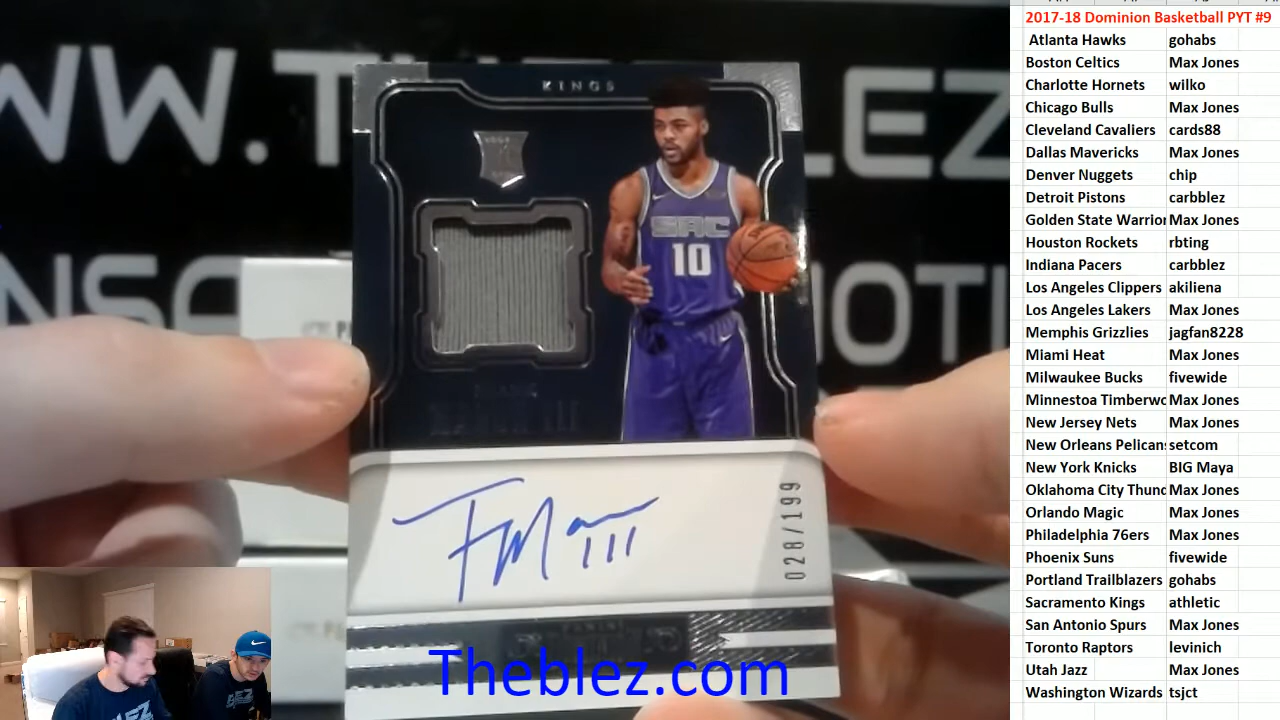 WWW.THEBLEZ
KINGS
SAC
10
028/199
Theblez.com
2017-18 Dominion Basketball PYT #9
Atlanta Hawks gohabs
Boston Celtics Max Jones
Charlotte Hornets wilko
Chicago Bulls Max Jones
Cleveland Cavaliers cards88
Dallas Mavericks Max Jones
Denver Nuggets chip
Detroit Pistons carbblez
Golden State Warrior Max Jones
Houston Rockets rbting
Indiana Pacers carbblez
Los Angeles Clippers akiliena
Los Angeles Lakers Max Jones
Memphis Grizzlies jagfan8228
Miami Heat Max Jones
Milwaukee Bucks fivewide
Minnestoa Timberwo Max Jones
New Jersey Nets Max Jones
New Orleans Pelicans setcom
New York Knicks BIG Maya
Oklahoma City Thund Max Jones
Orlando Magic Max Jones
Philadelphia 76ers Max Jones
Phoenix Suns fivewide
Portland Trailblazers gohabs
Sacramento Kings athletic
San Antonio Spurs Max Jones
Toronto Raptors levinich
Utah Jazz Max Jones
Washington Wizards tsjct